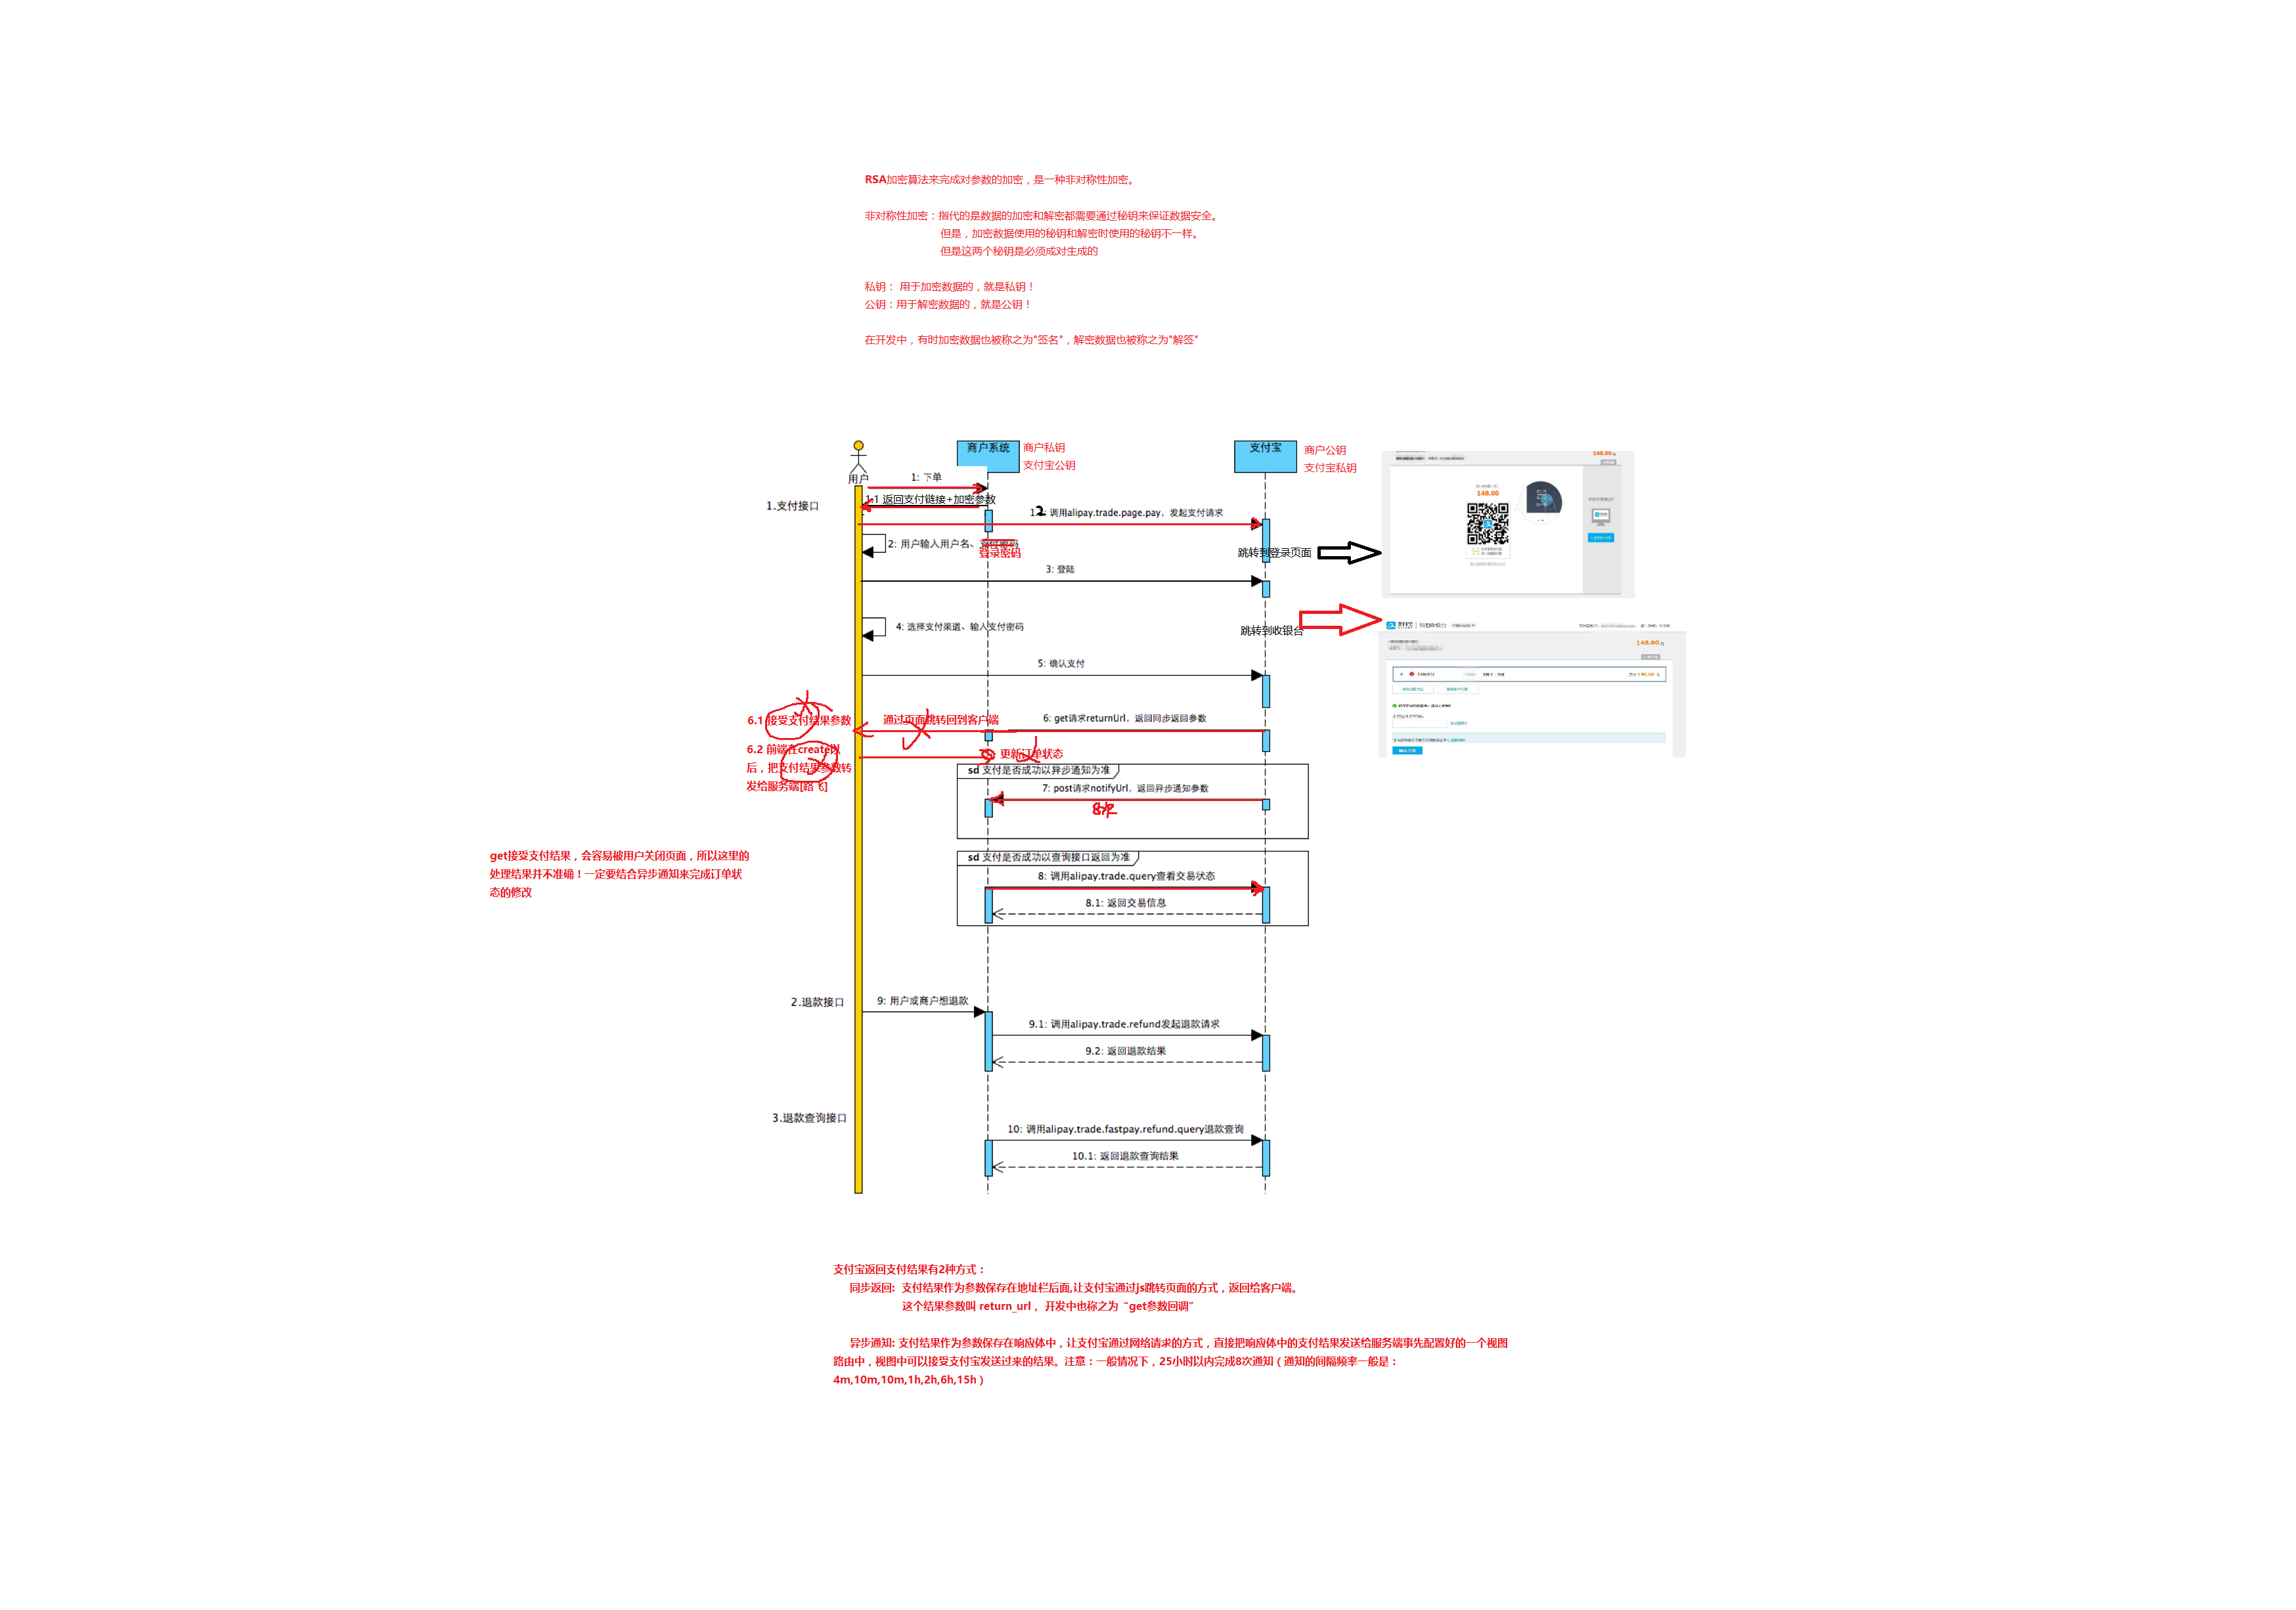 RSA加密算法来完成对参数的加密，是一种非对称性加密。
非对称性加密：指代的是数据的加密和解密都需要通过秘钥来保证数据安全。
但是，加密数据使用的秘钥和解密时使用的秘钥不一样。
但是这两个秘钥是必须成对生成的
私钥： 用于加密数据的，就是私钥！
公钥：用于解密数据的，就是公钥！
在开发中，有时加密数据也被称之为"签名"，解密数据也被称之为"解签"
用户
商户系统
商户私钥
支付宝公钥
支付宝
商户公钥
支付宝私钥
1: 下单
1.支付接口
1.1 返回支付链接+加密参数
1.2: 调用alipay.trade.page.pay，发起支付请求
2: 用户输入用户名、支付密码
登录密码
跳转到登录页面
3: 登陆
4: 选择支付渠道、输入支付密码
跳转到收银台
5: 确认支付
148.00
148.00
148.00
6.1 接受支付结果参数
通过页面跳转回到客户端
6: get请求returnUrl，返回同步返回参数
6.2 前端在create以
后，把支付结果参数转
发给服务端[路飞]
更新订单状态
sd 支付是否成功以异步通知为准
7: post请求notifyUrl，返回异步通知参数
8次
get接受支付结果，会容易被用户关闭页面，所以这里的
处理结果并不准确！一定要结合异步通知来完成订单状
态的修改
sd 支付是否成功以查询接口返回为准
8: 调用alipay.trade.query查看交易状态
8.1: 返回交易信息
2.退款接口
9: 用户或商户想退款
9.1: 调用alipay.trade.refund发起退款请求
9.2: 返回退款结果
3.退款查询接口
10: 调用alipay.trade.fastpay.refund.query退款查询
10.1: 返回退款查询结果
支付宝返回支付结果有2种方式：
同步返回: 支付结果作为参数保存在地址栏后面,让支付宝通过js跳转页面的方式，返回给客户端。
这个结果参数叫 return_url， 开发中也称之为“get参数回调”
异步通知: 支付结果作为参数保存在响应体中，让支付宝通过网络请求的方式，直接把响应体中的支付结果发送给服务端事先配置好的一个视图
路由中，视图中可以接受支付宝发送过来的结果。注意：一般情况下，25小时以内完成8次通知（通知的间隔频率一般是：
4m,10m,10m,1h,2h,6h,15h）